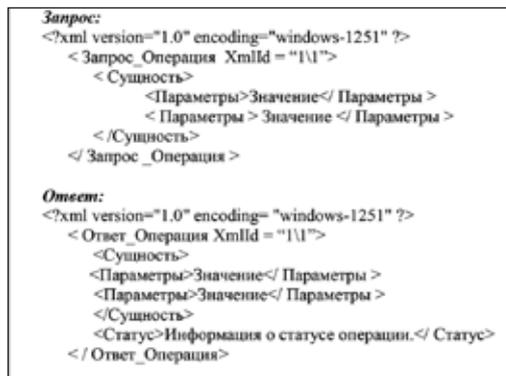 Запрос:
<?xml version="1.0" encoding="windows-1251" ?>
< Запрос_Операция XmlId = “1\1”>
< Сущность>
<Параметры>Значение</ Параметры >
< Параметры > Значение </ Параметры >
</Сущность>
</ Запрос _Операция >
Ответ:
<?xml version="1.0" encoding= "windows-1251" ?>
< Ответ_Операция XmlId = “1\1”>
<Сущность>
<Параметры>Значение</ Параметры >
<Параметры>Значение</ Параметры >
</Сущность>
<Статус>Информация о статусе операции.</ Статус>
</ Ответ_Операция>